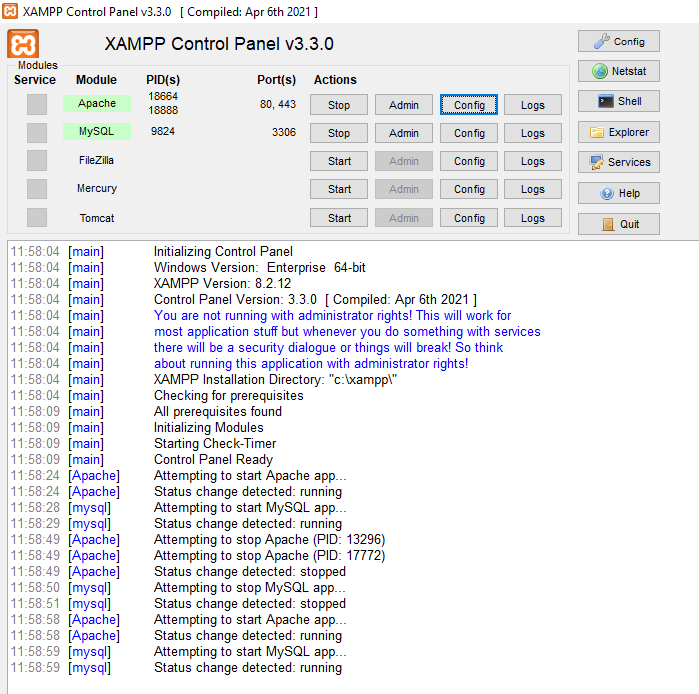 XAMPP Control Panel v3.3.0 [ Compiled: Apr 6th 2021 ]
XAMPP Control Panel v3.3.0
Config
Modules
Service Module PID(s) Port(s) Actions
Netstat
Apache 18664 18888 80, 443 Stop Admin Config Logs
Shell
MySQL 9824 3306 Stop Admin Config Logs
Explorer
FileZilla Start Admin Config Logs
Services
Mercury Start Admin Config Logs
Help
Tomcat Start Admin Config Logs
Quit
11:58:04 [main] Initializing Control Panel
11:58:04 [main] Windows Version: Enterprise 64-bit
11:58:04 [main] XAMPP Version: 8.2.12
11:58:04 [main] Control Panel Version: 3.3.0 [ Compiled: Apr 6th 2021 ]
11:58:04 [main] You are not running with administrator rights! This will work for
11:58:04 [main] most application stuff but whenever you do something with services
11:58:04 [main] there will be a security dialogue or things will break! So think
11:58:04 [main] about running this application with administrator rights!
11:58:04 [main] XAMPP Installation Directory: "c:\xampp\"
11:58:04 [main] Checking for prerequisites
11:58:09 [main] All prerequisites found
11:58:09 [main] Initializing Modules
11:58:09 [main] Starting Check-Timer
11:58:09 [main] Control Panel Ready
11:58:24 [Apache] Attempting to start Apache app...
11:58:24 [Apache] Status change detected: running
11:58:28 [mysql] Attempting to start MySQL app...
11:58:29 [mysql] Status change detected: running
11:58:49 [Apache] Attempting to stop Apache (PID: 13296)
11:58:49 [Apache] Attempting to stop Apache (PID: 17772)
11:58:49 [Apache] Status change detected: stopped
11:58:50 [mysql] Attempting to stop MySQL app...
11:58:51 [mysql] Status change detected: stopped
11:58:58 [Apache] Attempting to start Apache app...
11:58:58 [Apache] Status change detected: running
11:58:59 [mysql] Attempting to start MySQL app...
11:58:59 [mysql] Status change detected: running